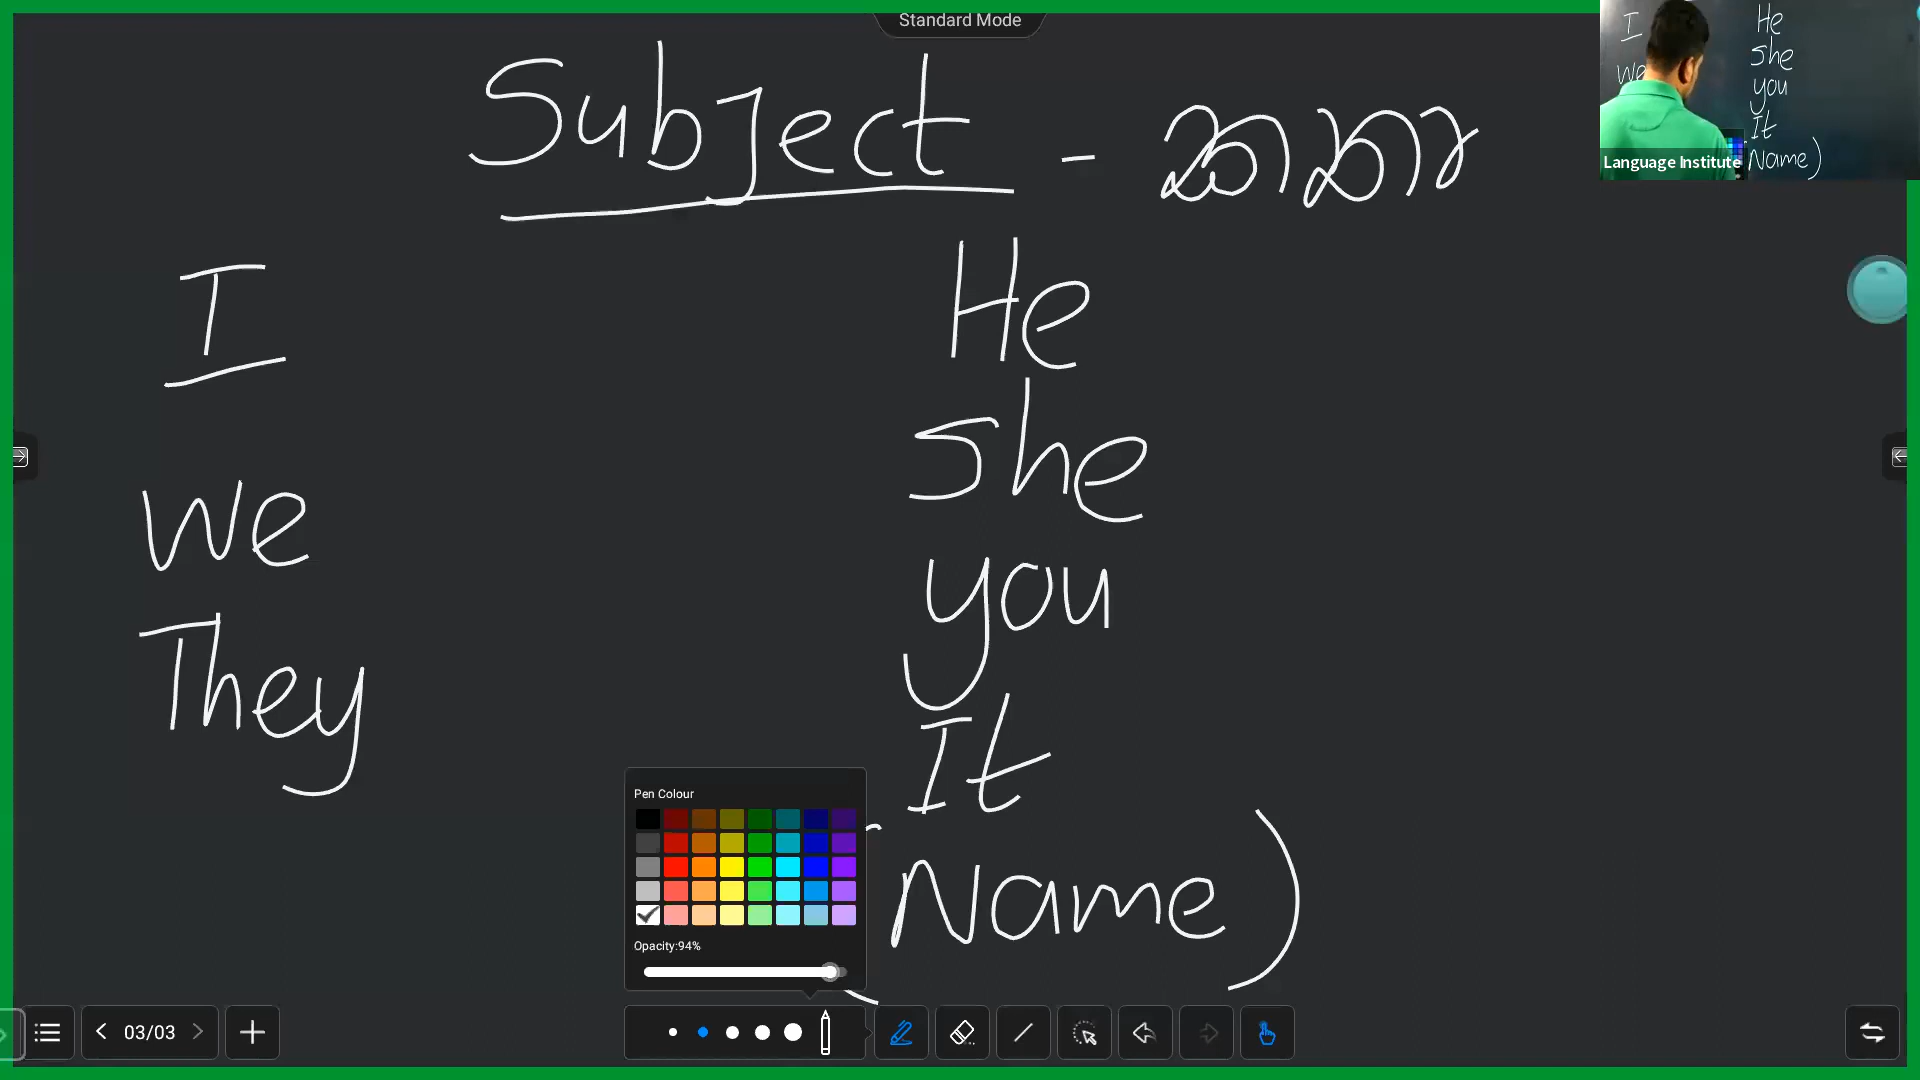 Standard Mode
Subject -
I
We
They
He
She
you
It
Name)
Pen Colour
Opacity:94%
03/03
I
We
He
She
you
It
Name)
Language Institute